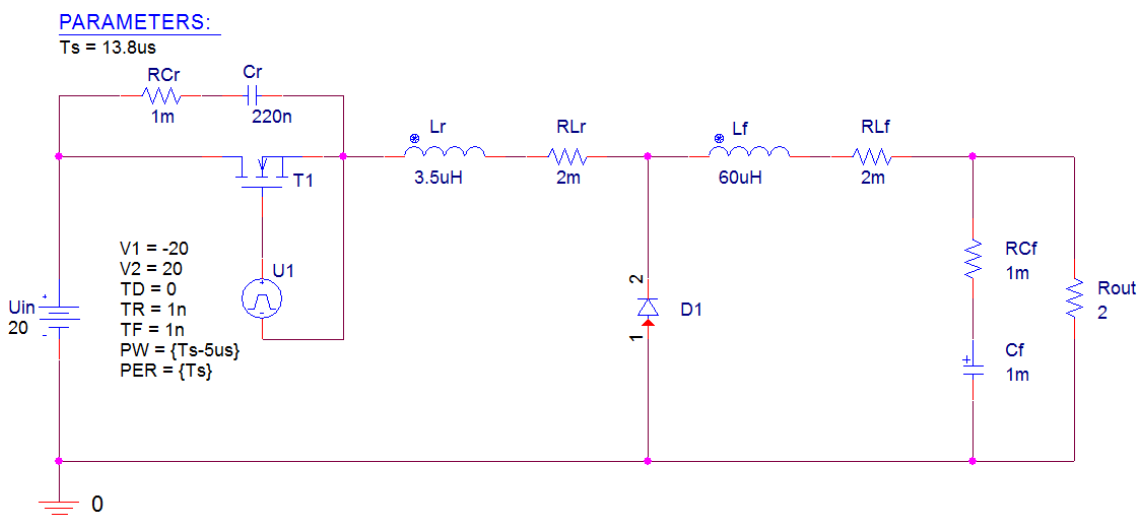 PARAMETERS:
Ts = 13.8us
RCr
1m
Cr
220n
Lr
3.5uH
RLr
2m
Lf
60uH
RLf
2m
T1
V1 = -20
V2 = 20
TD = 0
TR = 1n
TF = 1n
PW = {Ts-5us}
PER = {Ts}
U1
+
-
Uin
20
+
-
2
D1
1
RCf
1m
Cf
1m
+
Rout
2
0